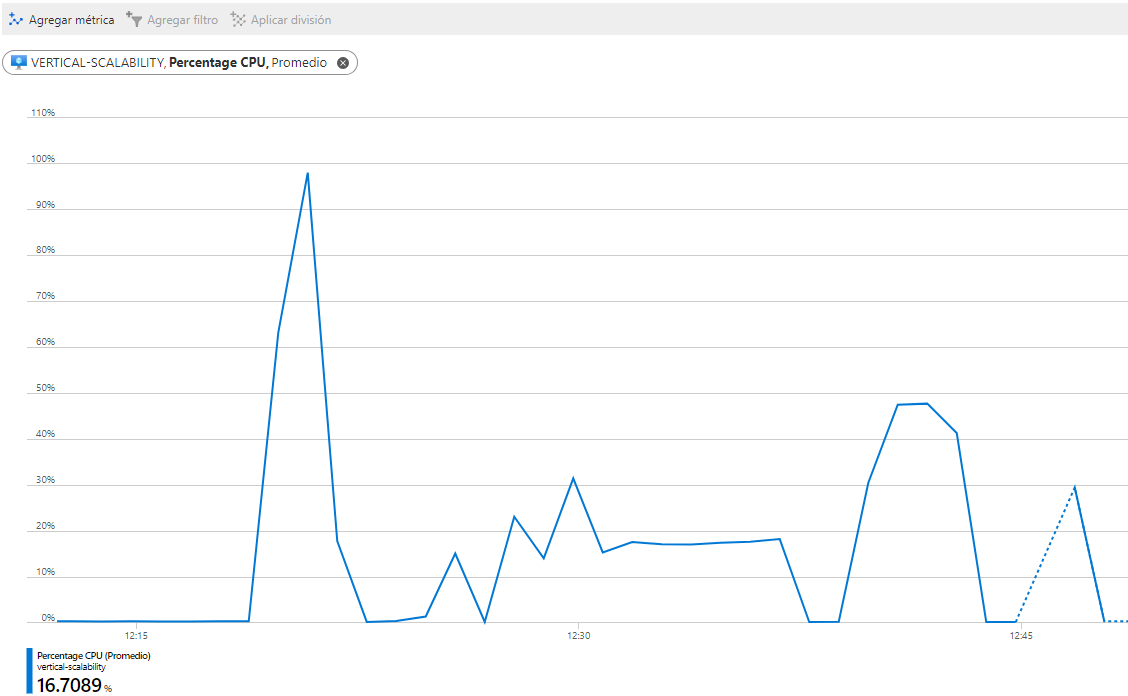 Agregar métrica Agregar filtro Aplicar división
VERTICAL-SCALABILITY, Percentage CPU, Promedio
110%
100%
90%
80%
70%
60%
50%
40%
30%
20%
10%
0%
12:15 12:30 12:45
Percentage CPU (Promedio)
vertical-scalability
16.7089 %